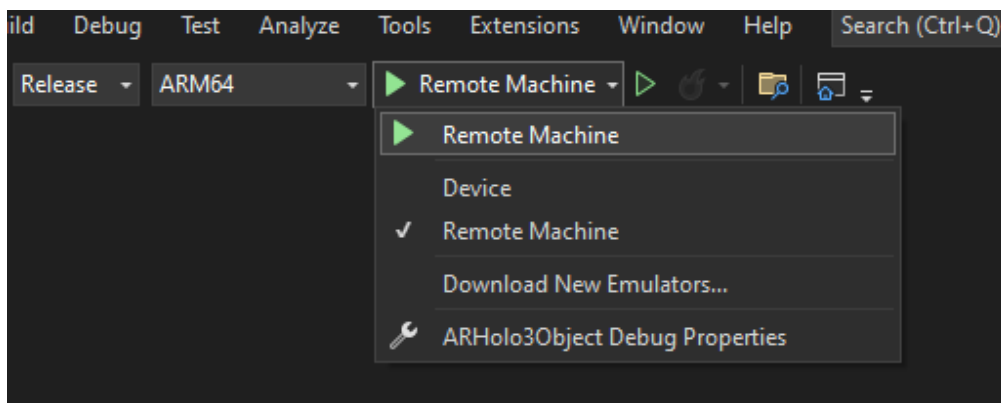 ild Debug Test Analyze Tools Extensions Window Help Search (Ctrl+Q)
Release ARM64 Remote Machine
Remote Machine
Device
Remote Machine
Download New Emulators...
ARHolo3Object Debug Properties